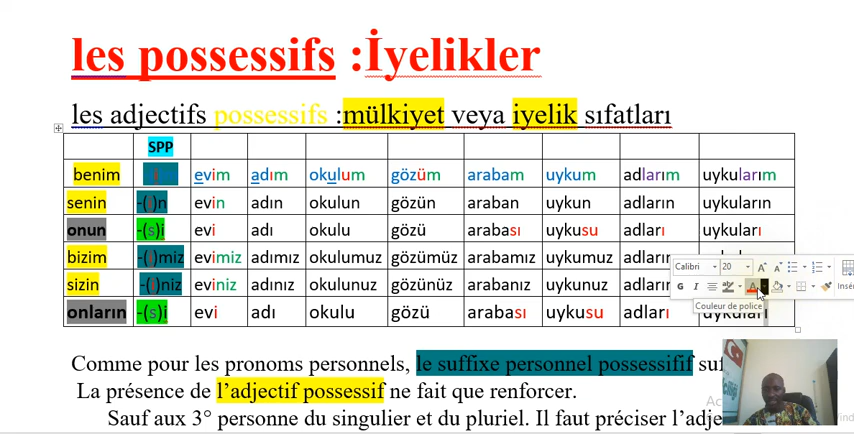 les possessifs :İyelikler
les adjectifs possessifs :mülkiyet veya iyelik sıfatları
SPP
benim evim adım okulum gözüm arabam uykum adlarım uykularım
senin -(i)n evin adın okulun gözün araban uykun adların uykuların
onun -(s)i evi adı okulu gözü arabası uykusu adları uykuları
bizim -(i)miz evimiz adımız okulumuz gözümüz arabamız uykumuz adlarımız
Calibri 20
sizin -(i)niz eviniz adınız okulunuz gözünüz arabanız uykunuz
G I Insér
Couleur de police
onların -(s)i evi adı okulu gözü arabası uykusu adları uykuları
Comme pour les pronoms personnels, le suffixe personnel possessifif suf
La présence de l’adjectif possessif ne fait que renforcer.
Sauf aux 3° personne du singulier et du pluriel. Il faut préciser l’adje